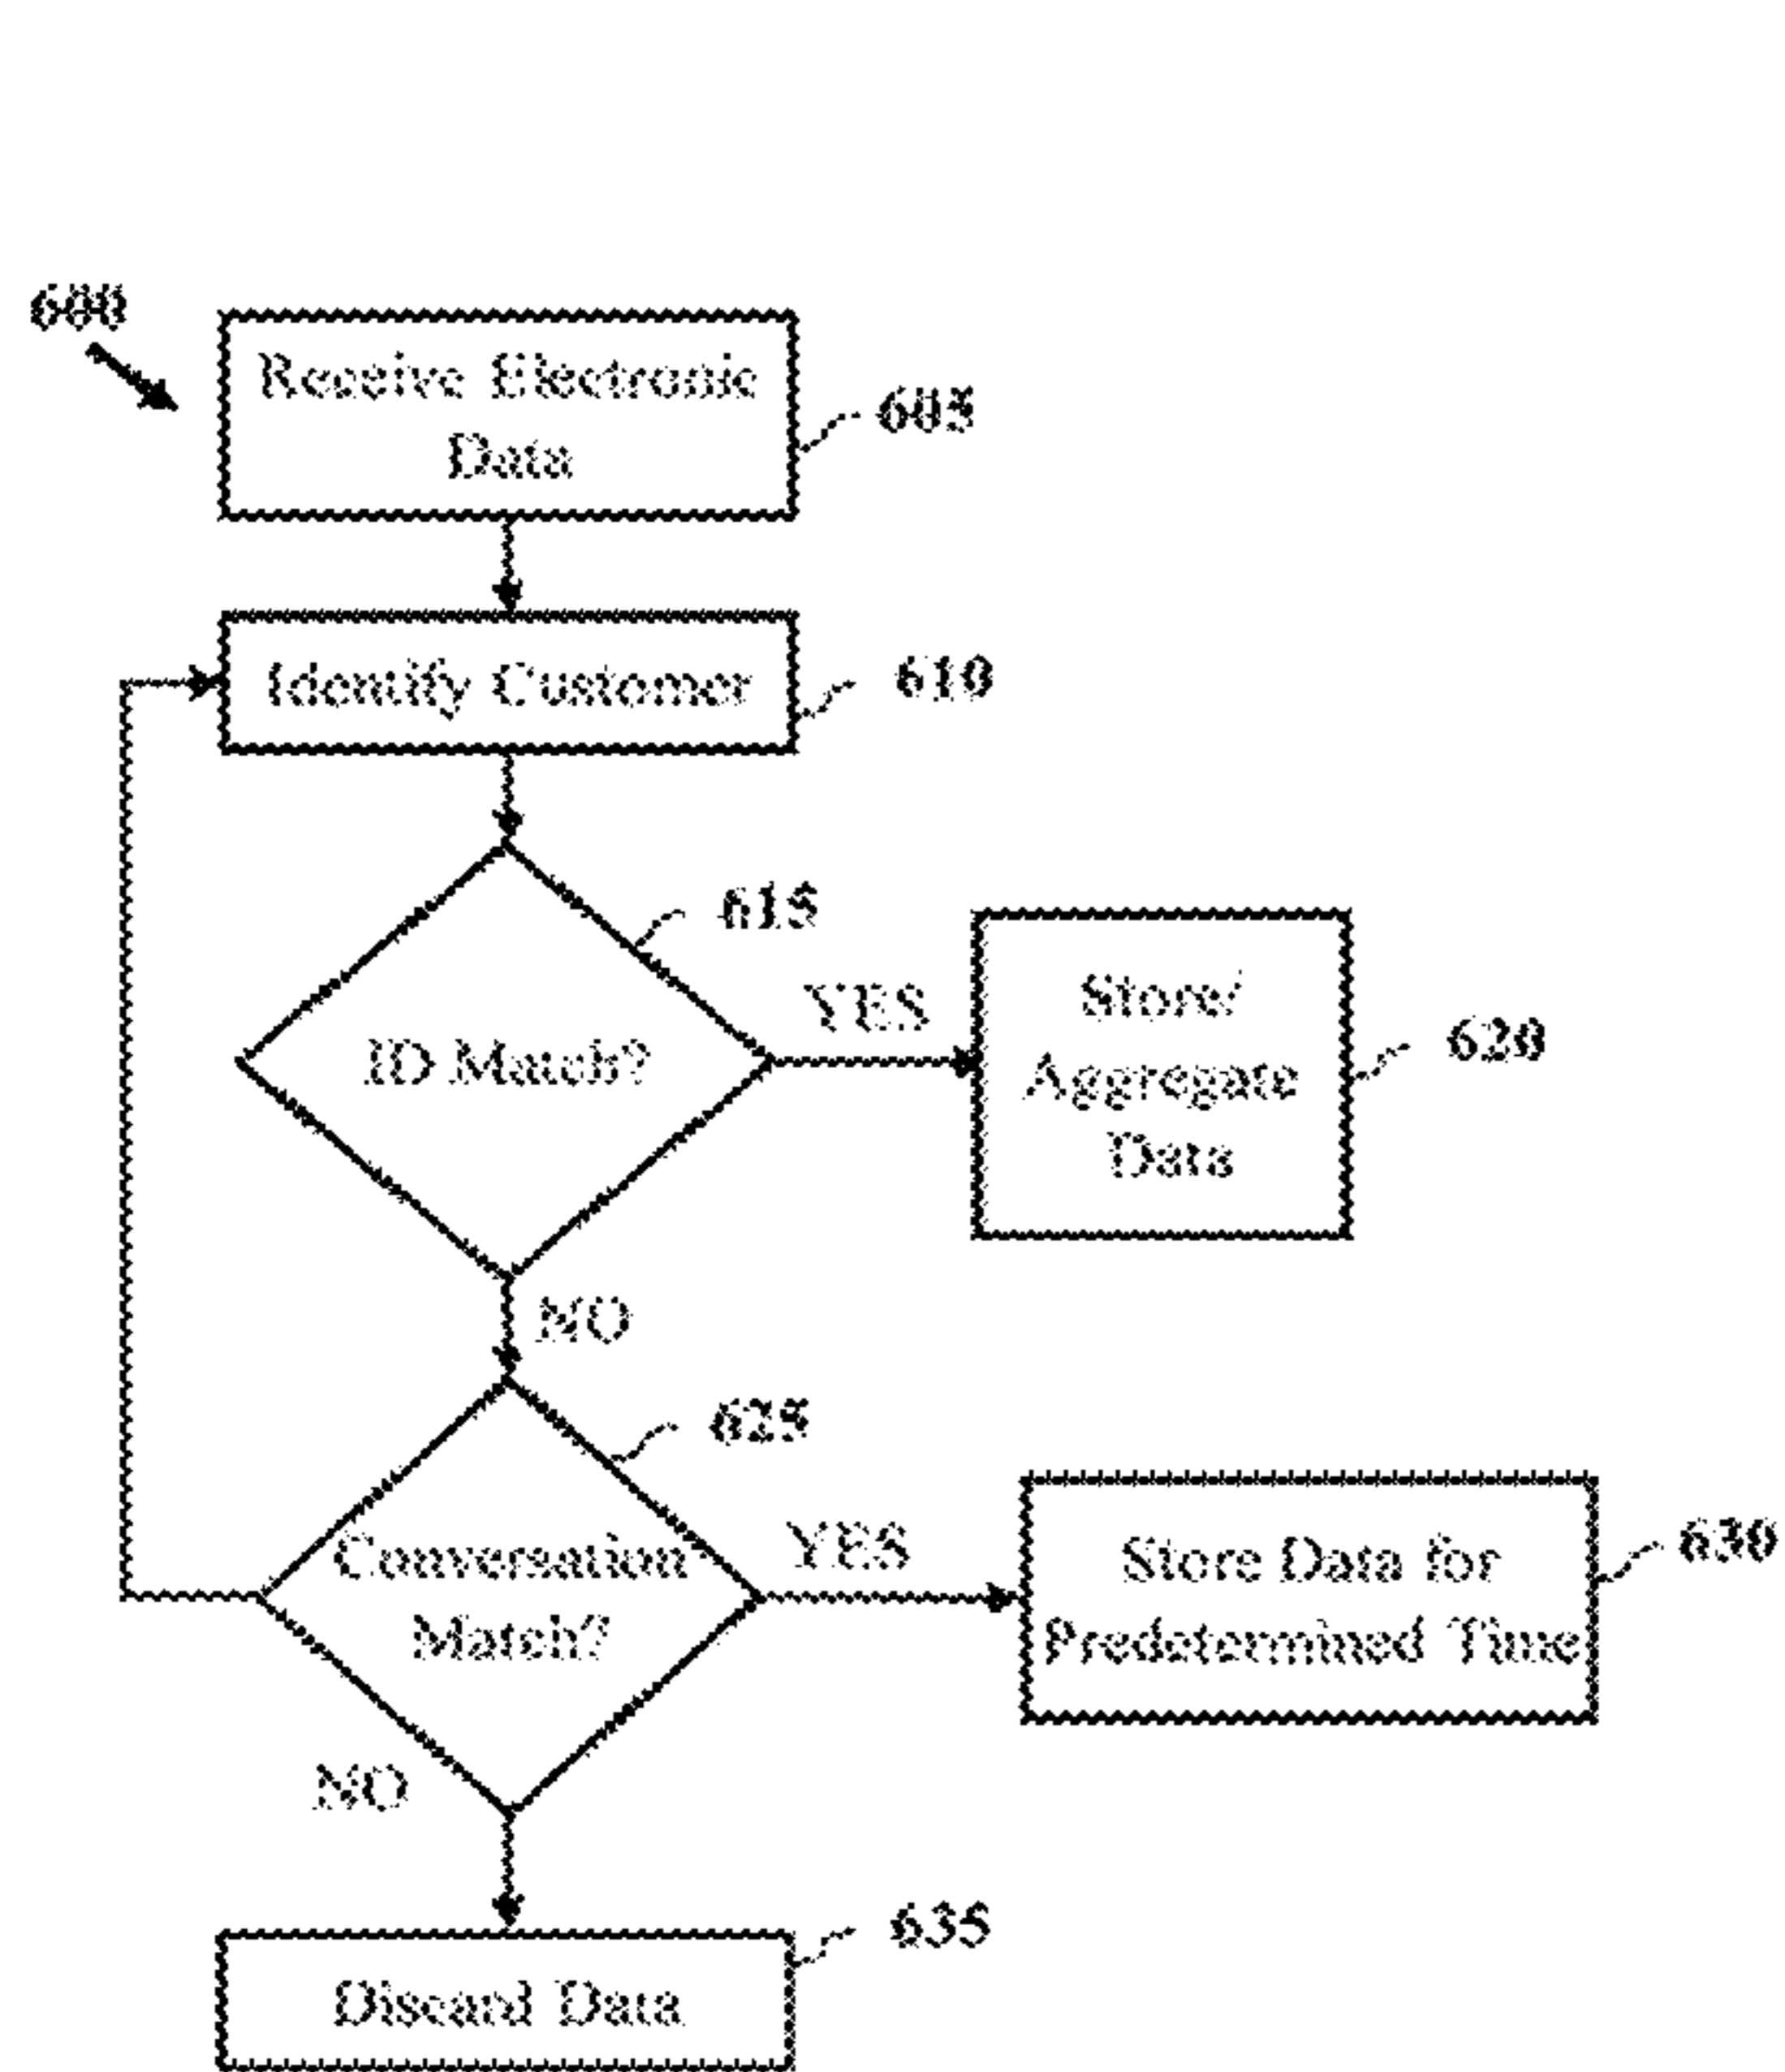 600
Receive Electronic
Data
605
Identify Customer
610
615
ID Match?
YES
Store/
Aggregate
Data
620
NO
625
Conversation
Match?
YES
Store Data for
Predetermined Time
630
NO
635
Discard Data